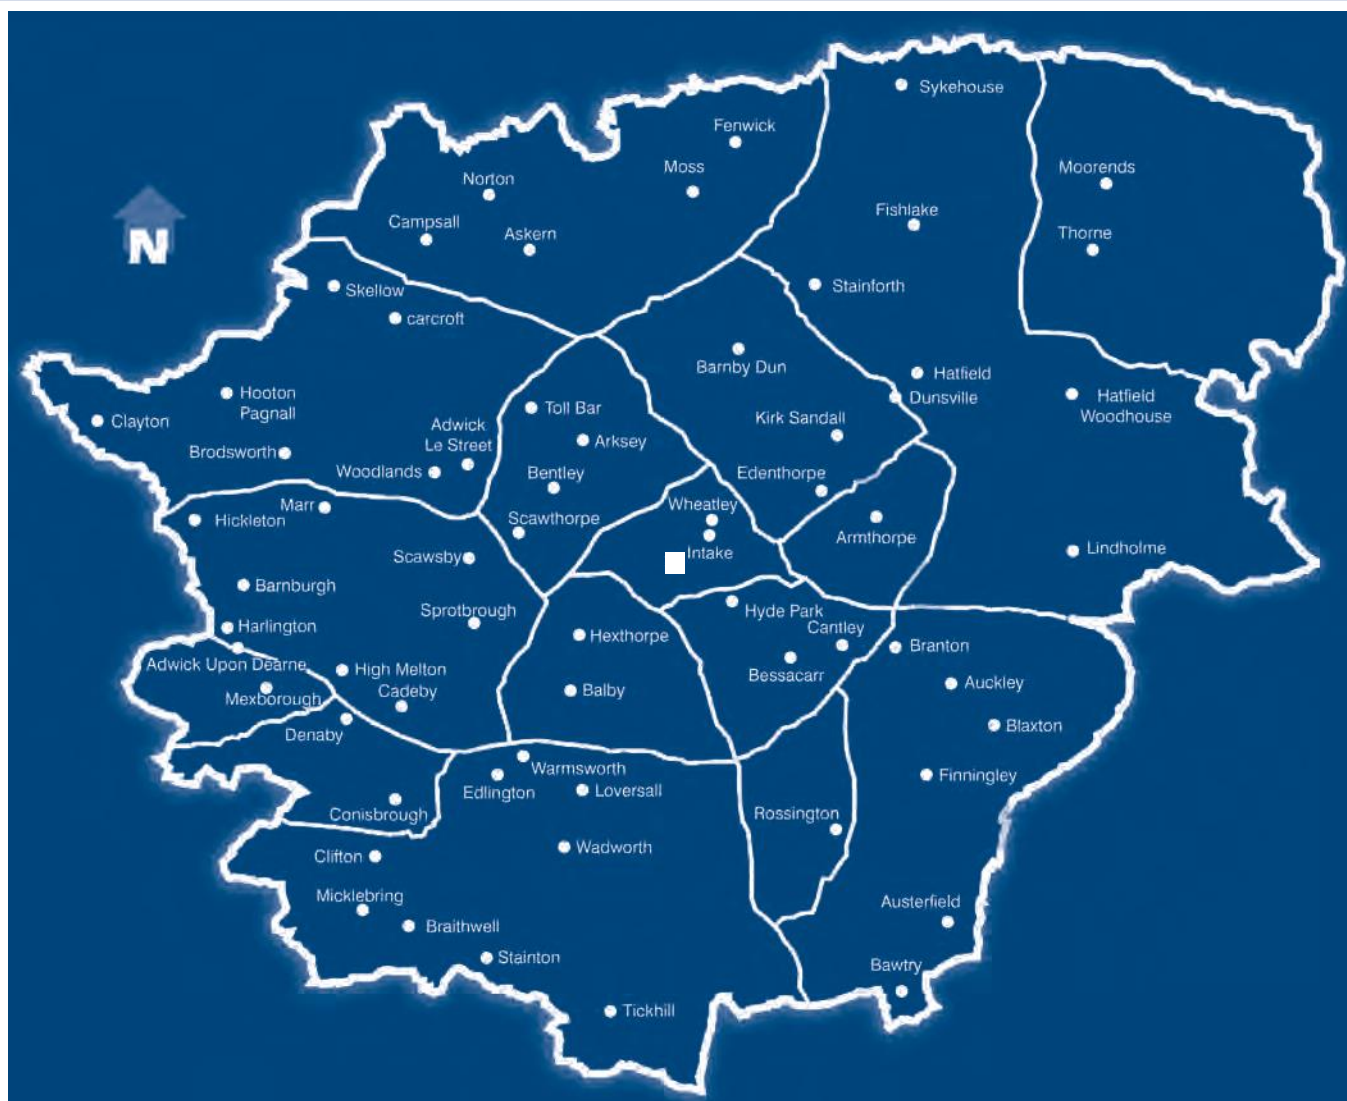 Sykehouse
Fenwick
Moss
Moorends
Norton
Fishlake
Campsall
Askern
Thorne
N
Skellow
Stainforth
carcroft
Barnby Dun
Hatfield
Hooton
Pagnall
Dunsville
Hatfield
Woodhouse
Toll Bar
Clayton
Adwick
Le Street
Kirk Sandall
Arksey
Brodsworth
Woodlands
Bentley
Edenthorpe
Marr
Wheatley
Hickleton
Scawthorpe
Armthorpe
Scawsby
Intake
Lindholme
Barnburgh
Sprotbrough
Hyde Park
Harlington
Cantley
Hexthorpe
Branton
Adwick Upon Dearne
High Melton
Bessacarr
Cadeby
Balby
Auckley
Mexborough
Blaxton
Denaby
Warmsworth
Finningley
Edlington
Loversall
Conisbrough
Rossington
Clifton
Wadworth
Micklebring
Austerfield
Braithwell
Stainton
Bawtry
Tickhill